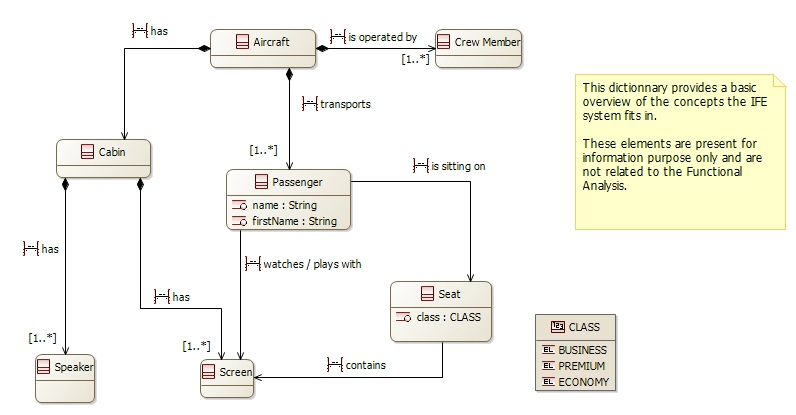 has
Aircraft
is operated by
Crew Member
[1..*]
transports
This dictionnary provides a basic
overview of the concepts the IFE
system fits in.
These elements are present for
information purpose only and are
not related to the Functional
Analysis.
Cabin
[1..*]
is sitting on
Passenger
name : String
firstName : String
has
watches / plays with
has
Seat
class : CLASS
CLASS
BUSINESS
PREMIUM
ECONOMY
[1..*]
[1..*]
Speaker
Screen
contains